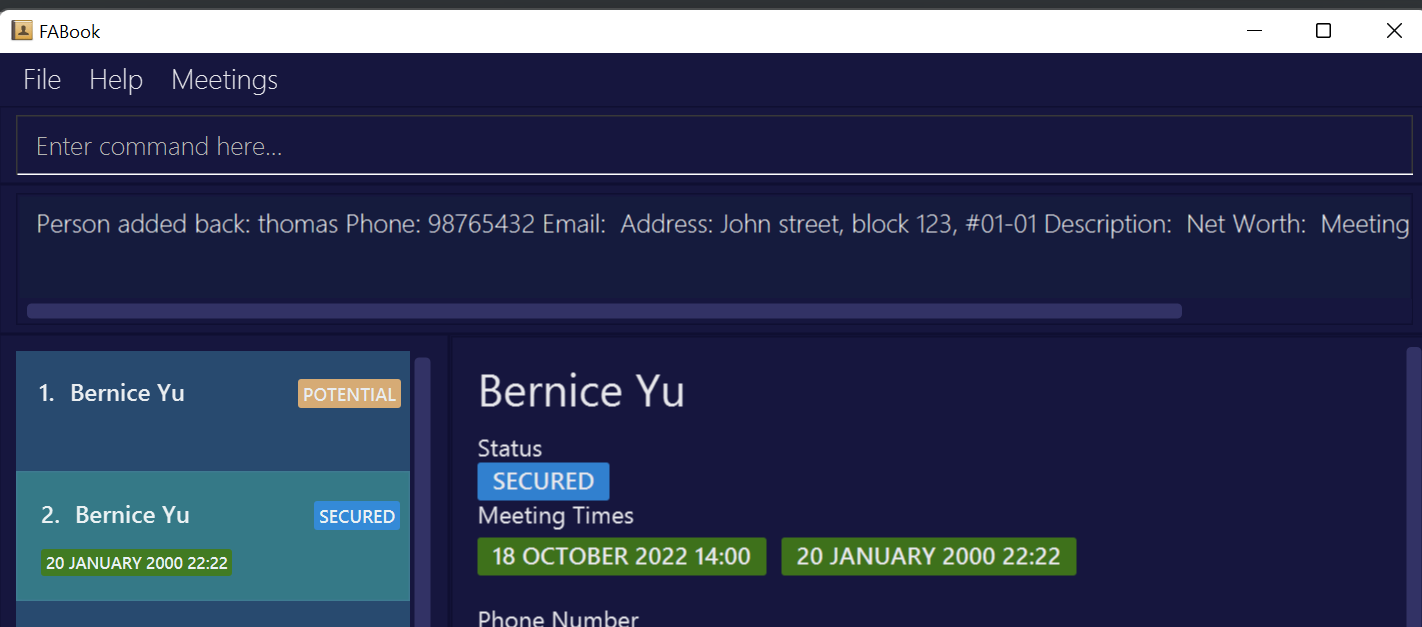 FABook
File Help Meetings
Enter command here...
Person added back: thomas Phone: 98765432 Email:  Address: John street, block 123, #01-01 Description:  Net Worth:  Meeting
1. Bernice Yu POTENTIAL
2. Bernice Yu SECURED
20 JANUARY 2000 22:22
Bernice Yu
Status
SECURED
Meeting Times
18 OCTOBER 2022 14:00 20 JANUARY 2000 22:22
Phone Number